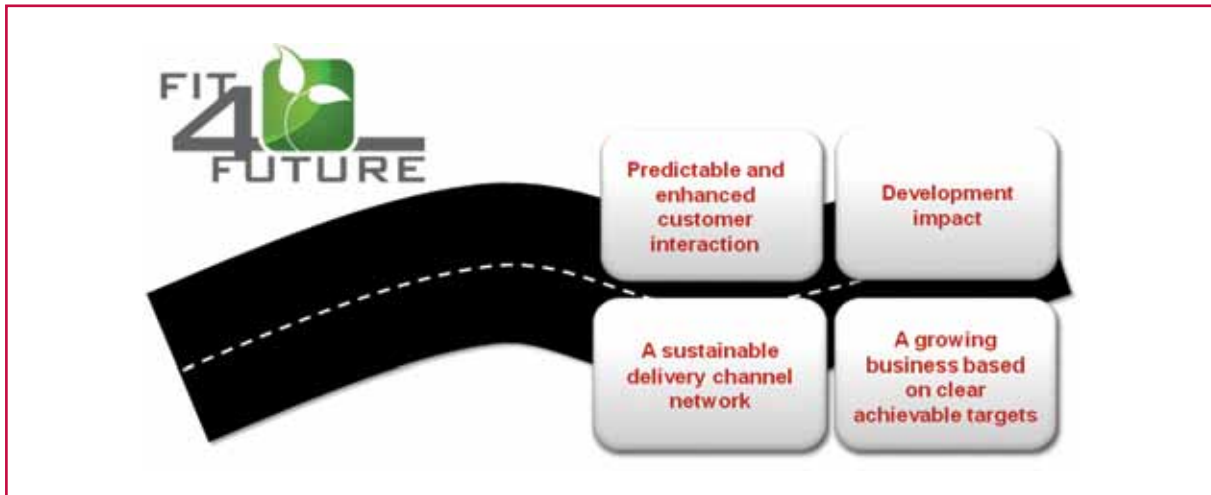 FIT
4
FUTURE
Predictable and
enhanced
customer
interaction
Development
impact
A sustainable
delivery channel
network
A growing
business based
on clear
achievable targets